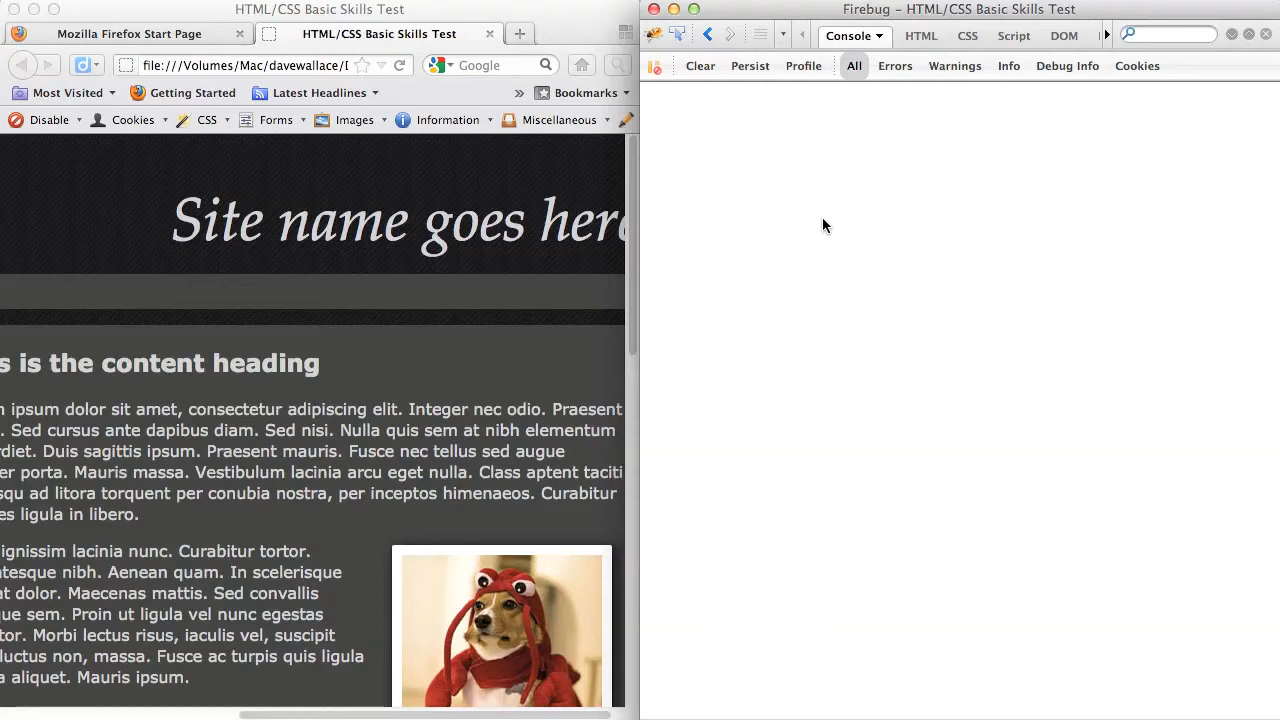 HTML/CSS Basic Skills Test
Mozilla Firefox Start Page
HTML/CSS Basic Skills Test
file:///Volumes/Mac/davewallace/D
Google
Most Visited
Getting Started
Latest Headlines
Bookmarks
Disable
Cookies
CSS
Forms
Images
Information
Miscellaneous
Site name goes here
s is the content heading
n ipsum dolor sit amet, consectetur adipiscing elit. Integer nec odio. Praesent
. Sed cursus ante dapibus diam. Sed nisi. Nulla quis sem at nibh elementum
rdiet. Duis sagittis ipsum. Praesent mauris. Fusce nec tellus sed augue
er porta. Mauris massa. Vestibulum lacinia arcu eget nulla. Class aptent taciti
squ ad litora torquent per conubia nostra, per inceptos himenaeos. Curabitur
es ligula in libero.
ignissim lacinia nunc. Curabitur tortor.
ntesque nibh. Aenean quam. In scelerisque
at dolor. Maecenas mattis. Sed convallis
que sem. Proin ut ligula vel nunc egestas
tor. Morbi lectus risus, iaculis vel, suscipit
luctus non, massa. Fusce ac turpis quis ligula
a aliquet. Mauris ipsum.
Firebug – HTML/CSS Basic Skills Test
Console
HTML
CSS
Script
DOM
Clear
Persist
Profile
All
Errors
Warnings
Info
Debug Info
Cookies